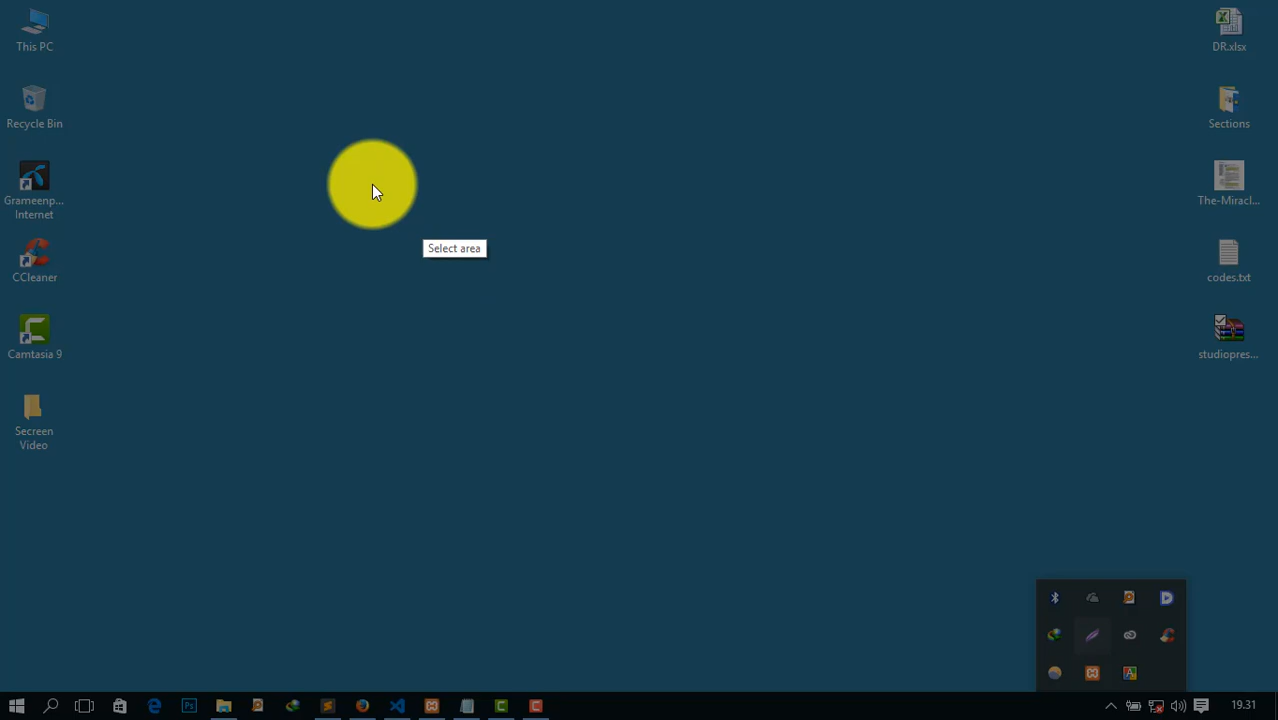 This PC
Recycle Bin
Grameenp...
Internet
CCleaner
Camtasia 9
Secreen
Video
Select area
DR.xlsx
Sections
The-Miracl...
codes.txt
studiopres...
Ps
19.31